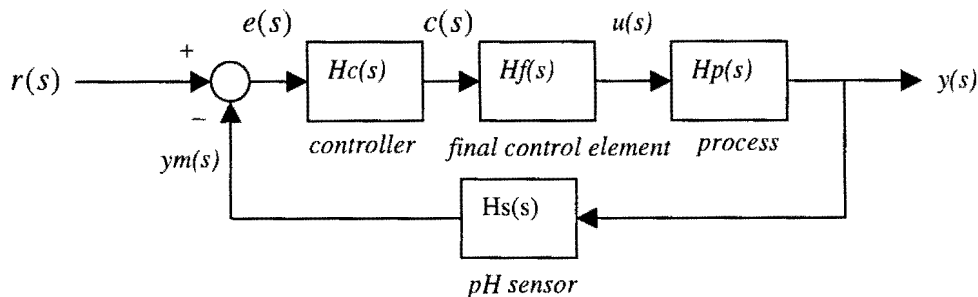 e(s) c(s) u(s)
+
r(s) Hc(s) Hf(s) Hp(s) y(s)
−
ym(s) controller final control element process
Hs(s)
pH sensor